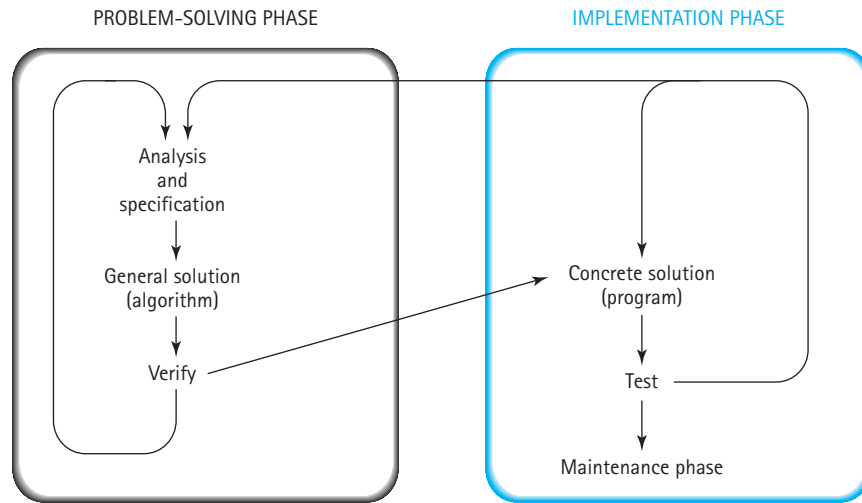 PROBLEM-SOLVING PHASE
Analysis
and
specification
General solution
(algorithm)
Verify
IMPLEMENTATION PHASE
Concrete solution
(program)
Test
Maintenance phase